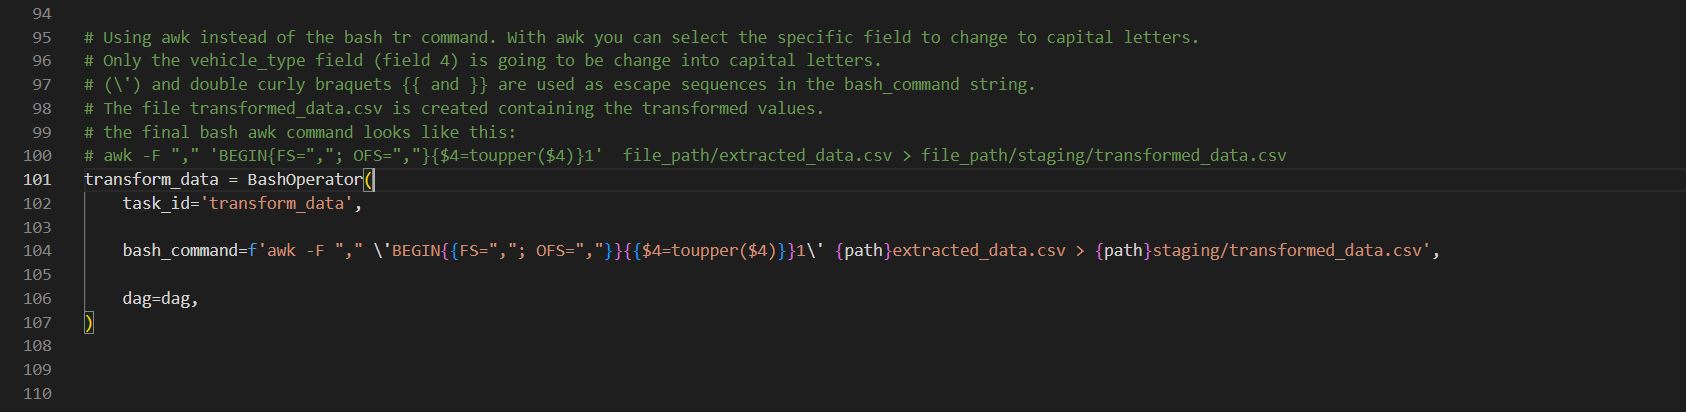 94
95 # Using awk instead of the bash tr command. With awk you can select the specific field to change to capital letters.
96 # Only the vehicle_type field (field 4) is going to be change into capital letters.
97 # (\') and double curly braquets {{ and }} are used as escape sequences in the bash_command string.
98 # The file transformed_data.csv is created containing the transformed values.
99 # the final bash awk command looks like this:
100 # awk -F "," 'BEGIN{FS=","; OFS=","}{$4=toupper($4)}1'  file_path/extracted_data.csv > file_path/staging/transformed_data.csv
101 transform_data = BashOperator(
102     task_id='transform_data',
103
104     bash_command=f'awk -F "," \'BEGIN{{FS=","; OFS=","}}{{$4=toupper($4)}}1\' {path}extracted_data.csv > {path}staging/transformed_data.csv',
105
106     dag=dag,
107 )
108
109
110